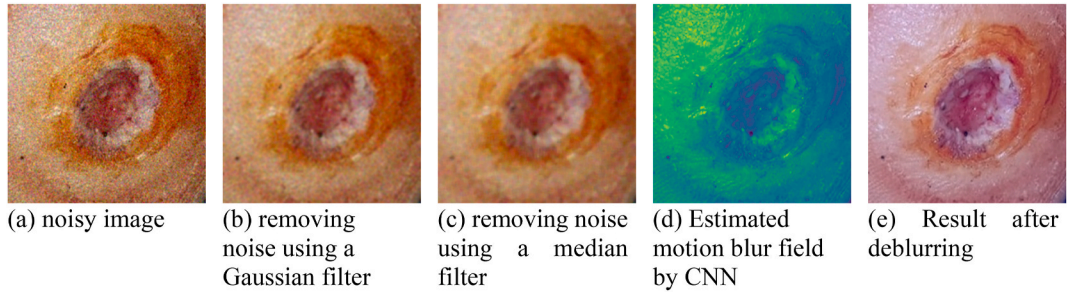 (a) noisy image
(b) removing
noise using a
Gaussian filter
(c) removing noise
using a median
filter
(d) Estimated
motion blur field
by CNN
(e) Result after
deblurring